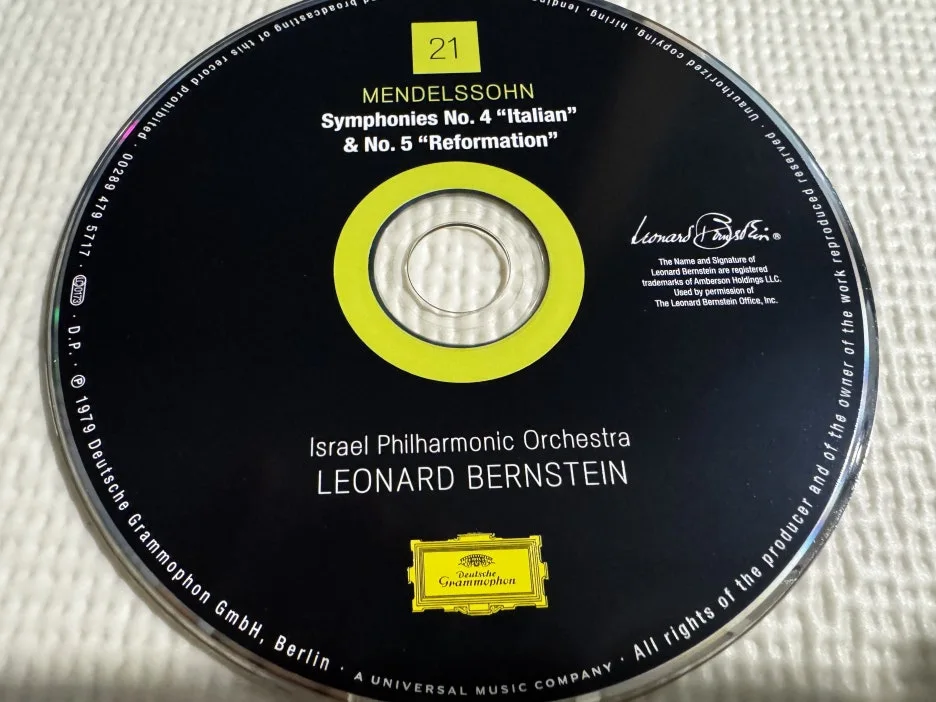 21
MENDELSSOHN
Symphonies No. 4 “Italian”
& No. 5 “Reformation”
Leonard Bernstein®
The Name and Signature of
Leonard Bernstein are registered
trademarks of Amberson Holdings LLC.
Used by permission of
The Leonard Bernstein Office, Inc.
Israel Philharmonic Orchestra
LEONARD BERNSTEIN
Deutsche
Grammophon
broadcasting of this record prohibited · 00289 479 5717 · LC0173 · D.P. · ℗ 1979 Deutsche Grammophon GmbH, Berlin · A UNIVERSAL MUSIC COMPANY · All rights of the producer and of the owner of the work reproduced reserved · Unauthorized copying, hiring, lending,